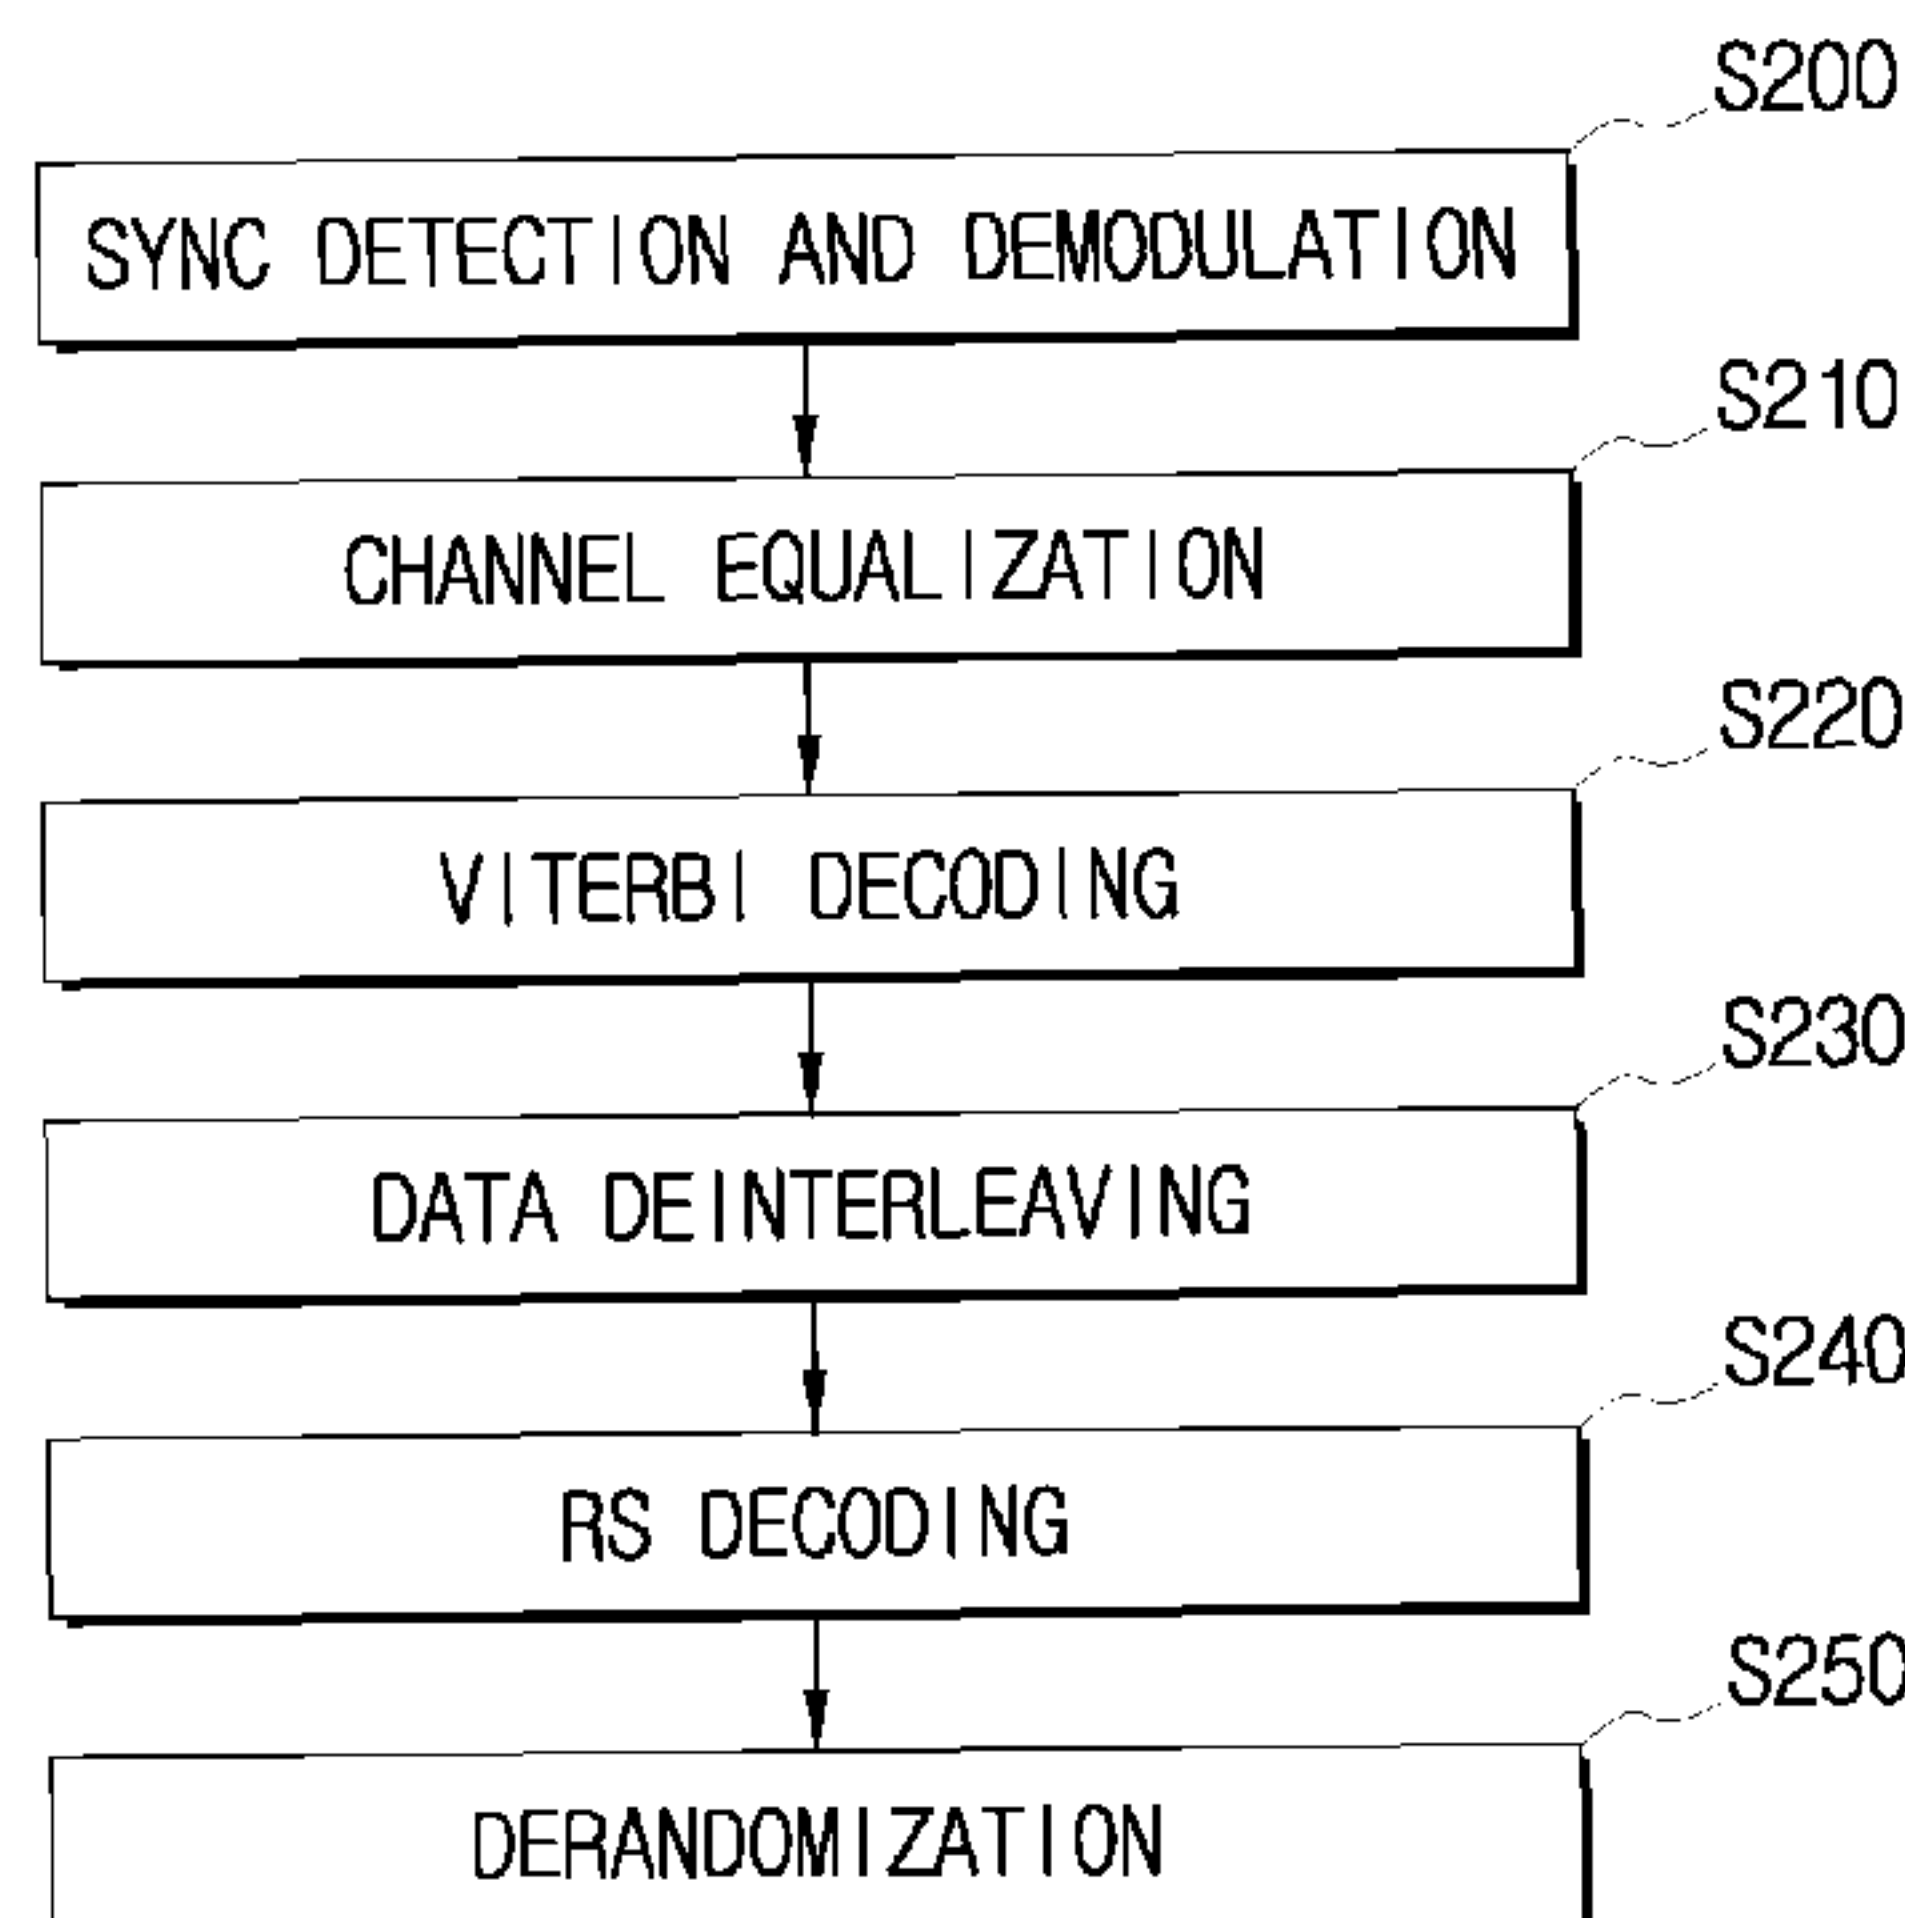 S200
SYNC DETECTION AND DEMODULATION
S210
CHANNEL EQUALIZATION
S220
VITERBI DECODING
S230
DATA DEINTERLEAVING
S240
RS DECODING
S250
DERANDOMIZATION